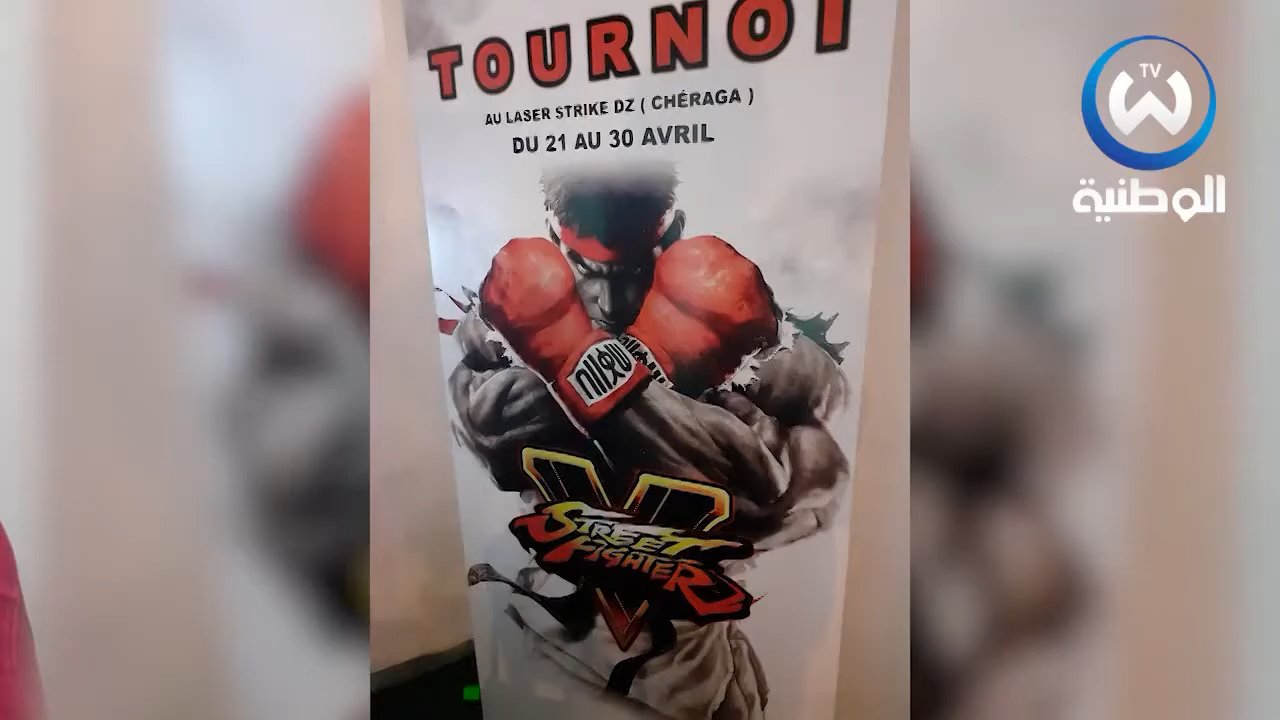 TOURNOI
AU LASER STRIKE DZ ( CHÉRAGA )
DU 21 AU 30 AVRIL
V
STREET
FIGHTER
TV
W
الوطنية